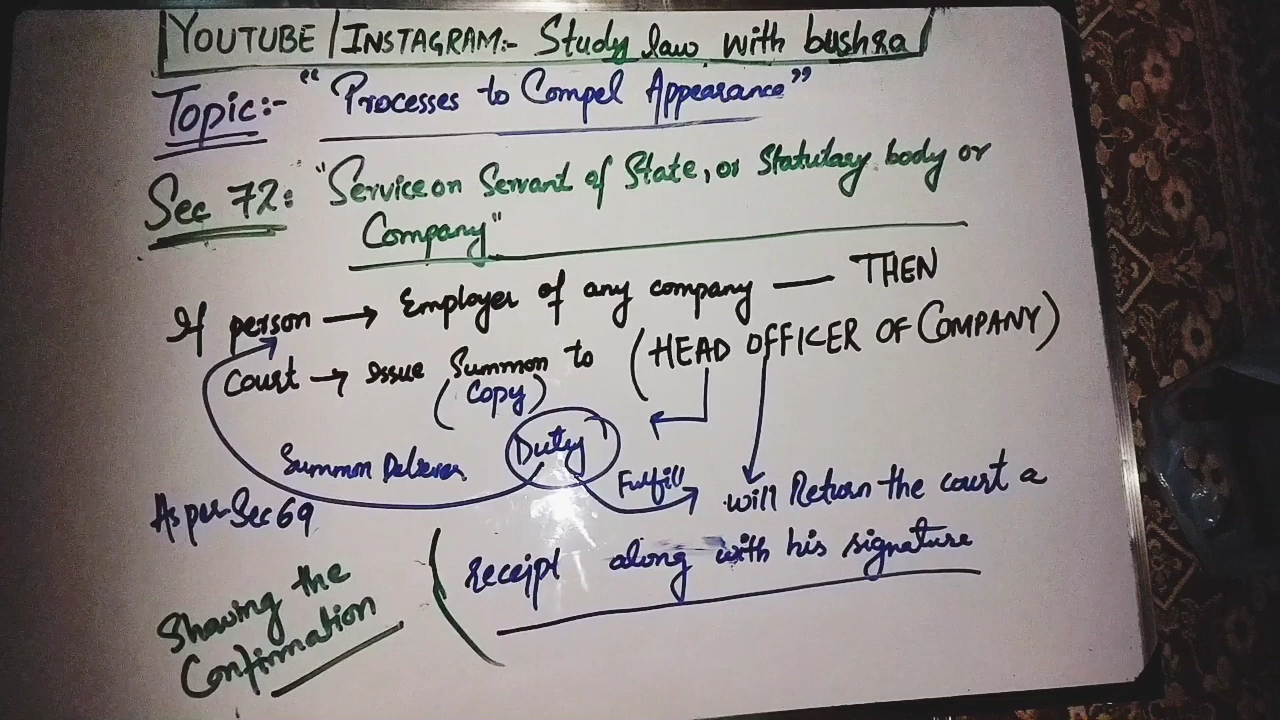 YOUTUBE/INSTAGRAM:- Study law with bushra
Topic:- "Processes to Compel Appearance"
Sec 72: "Service on Servant of State, or Statutary body or
Company"
If person → Employer of any company — THEN
Court → Issue Summon to (HEAD OFFICER OF COMPANY)
(Copy)
Duty
Summon Deliver
Fulfill
will Return the court a
As per Sec 69
receipt along with his signature
Showing the
Confirmation